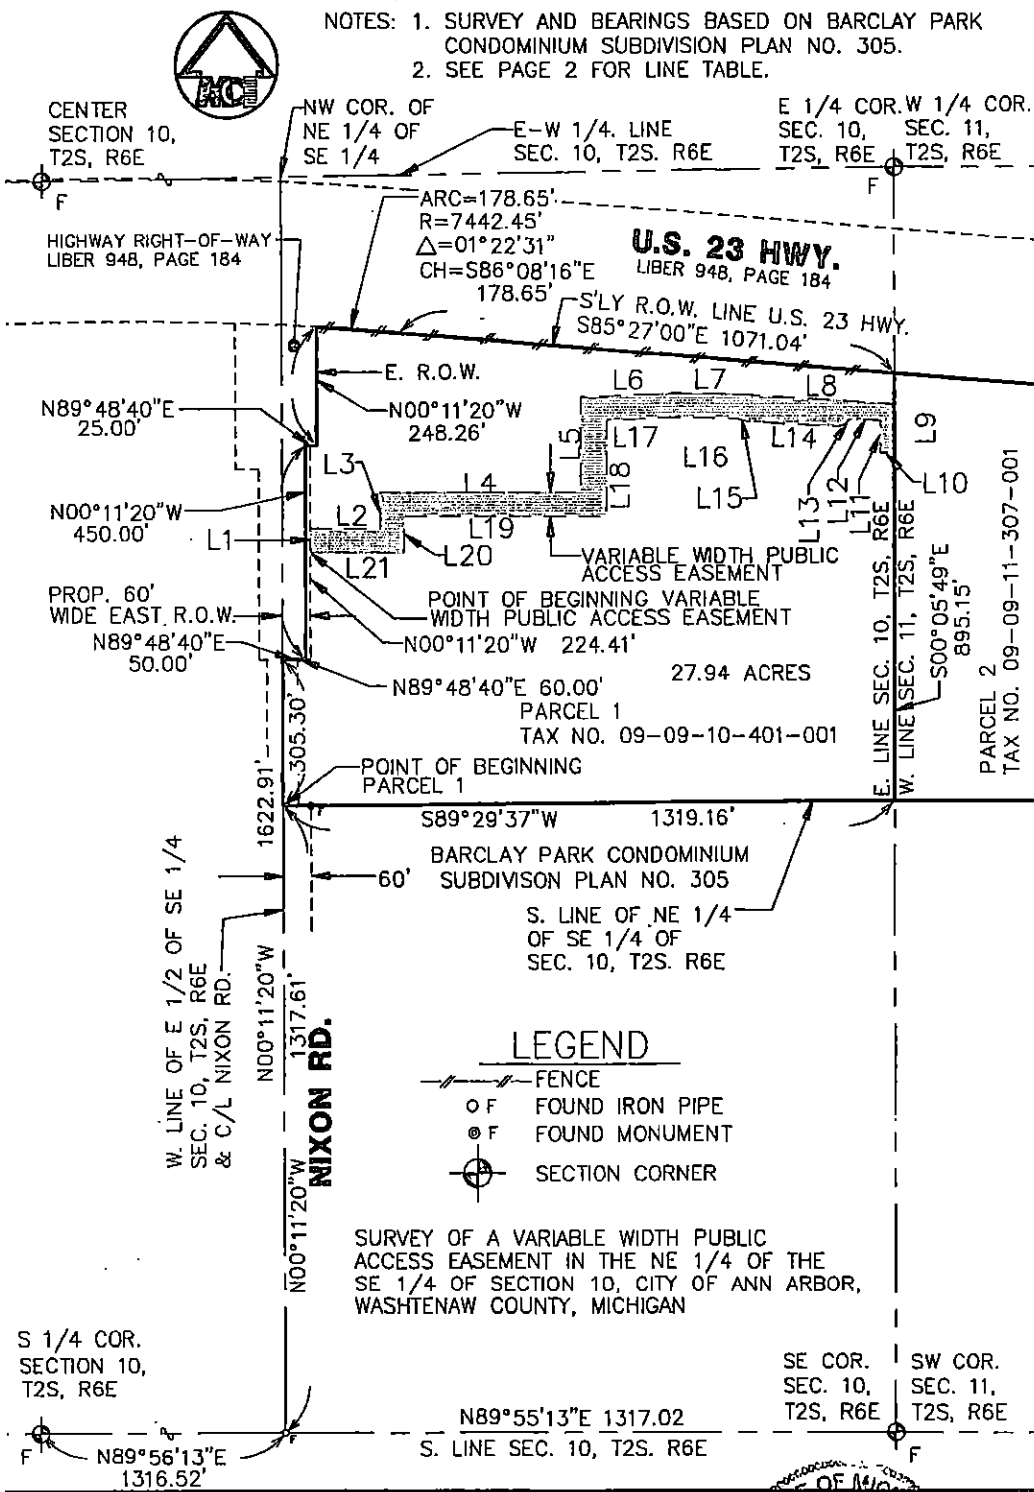 NOTES: 1. SURVEY AND BEARINGS BASED ON BARCLAY PARK
CONDOMINIUM SUBDIVISION PLAN NO. 305.
2. SEE PAGE 2 FOR LINE TABLE.
CENTER
SECTION 10,
T2S, R6E
F
NW COR. OF
NE 1/4 OF
SE 1/4
E-W 1/4. LINE
SEC. 10, T2S. R6E
E 1/4 COR.
SEC. 10,
T2S, R6E
F
W 1/4 COR.
SEC. 11,
T2S, R6E
HIGHWAY RIGHT-OF-WAY
LIBER 948, PAGE 184
ARC=178.65'
R=7442.45'
Δ=01°22'31"
CH=S86°08'16"E
178.65'
U.S. 23 HWY.
LIBER 948, PAGE 184
S'LY R.O.W. LINE U.S. 23 HWY.
S85°27'00"E 1071.04'
E. R.O.W.
N00°11'20"W
248.26'
N89°48'40"E
25.00'
N00°11'20"W
450.00'
L1
L2
L3
L4
L5
L6
L7
L8
L9
L10
L11
L12
L13
L14
L15
L16
L17
L18
L19
L20
L21
VARIABLE WIDTH PUBLIC
ACCESS EASEMENT
POINT OF BEGINNING VARIABLE
WIDTH PUBLIC ACCESS EASEMENT
N00°11'20"W 224.41'
PROP. 60'
WIDE EAST R.O.W.
N89°48'40"E
50.00'
N89°48'40"E 60.00'
27.94 ACRES
PARCEL 1
TAX NO. 09-09-10-401-001
E. LINE SEC. 10, T2S, R6E
W. LINE SEC. 11, T2S, R6E
S00°05'49"E
895.15'
PARCEL 2
TAX NO. 09-09-11-307-001
305.30'
1622.91'
POINT OF BEGINNING
PARCEL 1
F
S89°29'37"W 1319.16'
BARCLAY PARK CONDOMINIUM
SUBDIVISON PLAN NO. 305
60'
S. LINE OF NE 1/4
OF SE 1/4 OF
SEC. 10, T2S. R6E
W. LINE OF E 1/2 OF SE 1/4
SEC. 10, T2S, R6E
& C/L NIXON RD.
N00°11'20"W
1317.61'
NIXON RD.
N00°11'20"W
LEGEND
FENCE
F FOUND IRON PIPE
F FOUND MONUMENT
SECTION CORNER
SURVEY OF A VARIABLE WIDTH PUBLIC
ACCESS EASEMENT IN THE NE 1/4 OF THE
SE 1/4 OF SECTION 10, CITY OF ANN ARBOR,
WASHTENAW COUNTY, MICHIGAN
S 1/4 COR.
SECTION 10,
T2S, R6E
F
N89°56'13"E
1316.52'
F
N89°55'13"E 1317.02
S. LINE SEC. 10, T2S. R6E
SE COR.
SEC. 10,
T2S, R6E
SW COR.
SEC. 11,
T2S, R6E
F